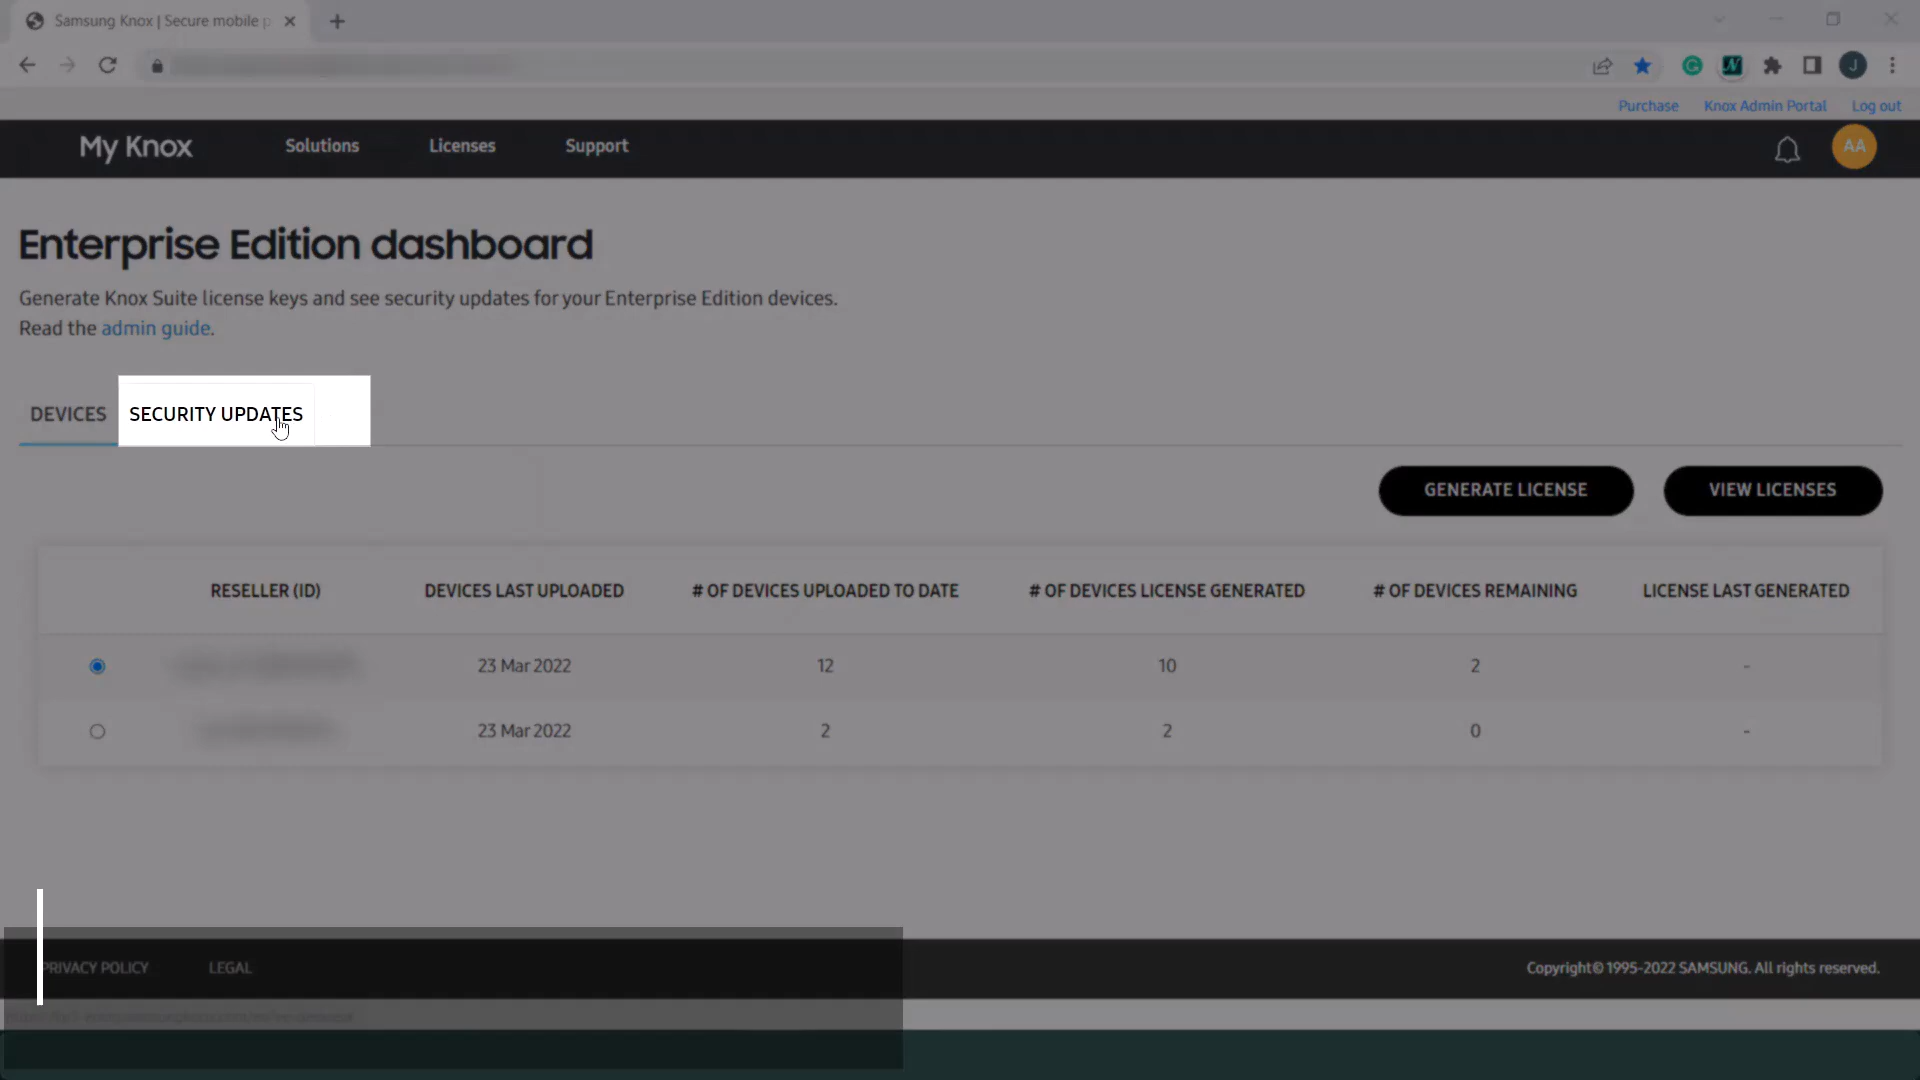 Samsung Knox | Secure mobile p
J
Purchase Knox Admin Portal Log out
My Knox Solutions Licenses Support AA
Enterprise Edition dashboard
Generate Knox Suite license keys and see security updates for your Enterprise Edition devices.
Read the admin guide.
DEVICES SECURITY UPDATES
GENERATE LICENSE VIEW LICENSES
RESELLER (ID) DEVICES LAST UPLOADED # OF DEVICES UPLOADED TO DATE # OF DEVICES LICENSE GENERATED # OF DEVICES REMAINING LICENSE LAST GENERATED
23 Mar 2022 12 10 2 -
23 Mar 2022 2 2 0 -
PRIVACY POLICY LEGAL Copyright© 1995-2022 SAMSUNG. All rights reserved.